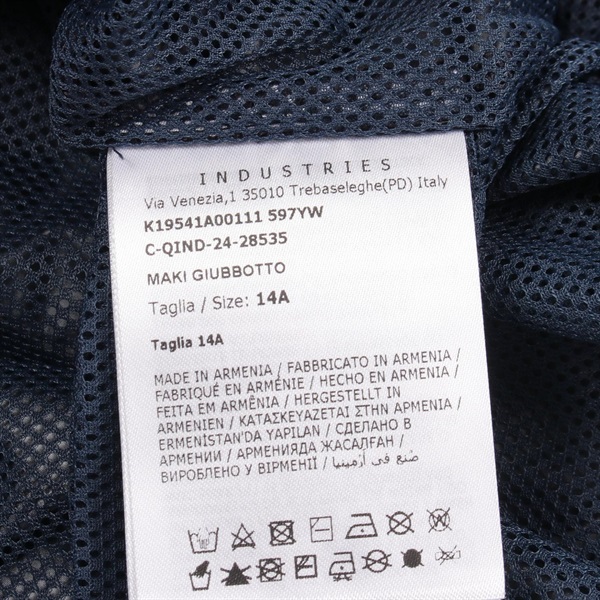 INDUSTRIES
Via Venezia,1 35010 Trebaseleghe(PD) Italy
K19541A00111 597YW
C-QIND-24-28535
MAKI GIUBBOTTO
Taglia / Size: 14A
Taglia 14A
MADE IN ARMENIA / FABBRICATO IN ARMENIA /
FABRIQUÉ EN ARMÉNIE / HECHO EN ARMENIA /
FEITA EM ARMÊNIA / HERGESTELLT IN
ARMENIEN / ΚΑΤΑΣΚΕΥΑΖΕΤΑΙ ΣΤΗΝ ΑΡΜΕΝΙΑ /
ERMENİSTAN'DA YAPILAN / СДЕЛАНО В
АРМЕНИИ / АРМЕНИЯДА ЖАСАЛҒАН /
ВИРОБЛЕНО У ВІРМЕНІЇ / صنع في أرمينيا